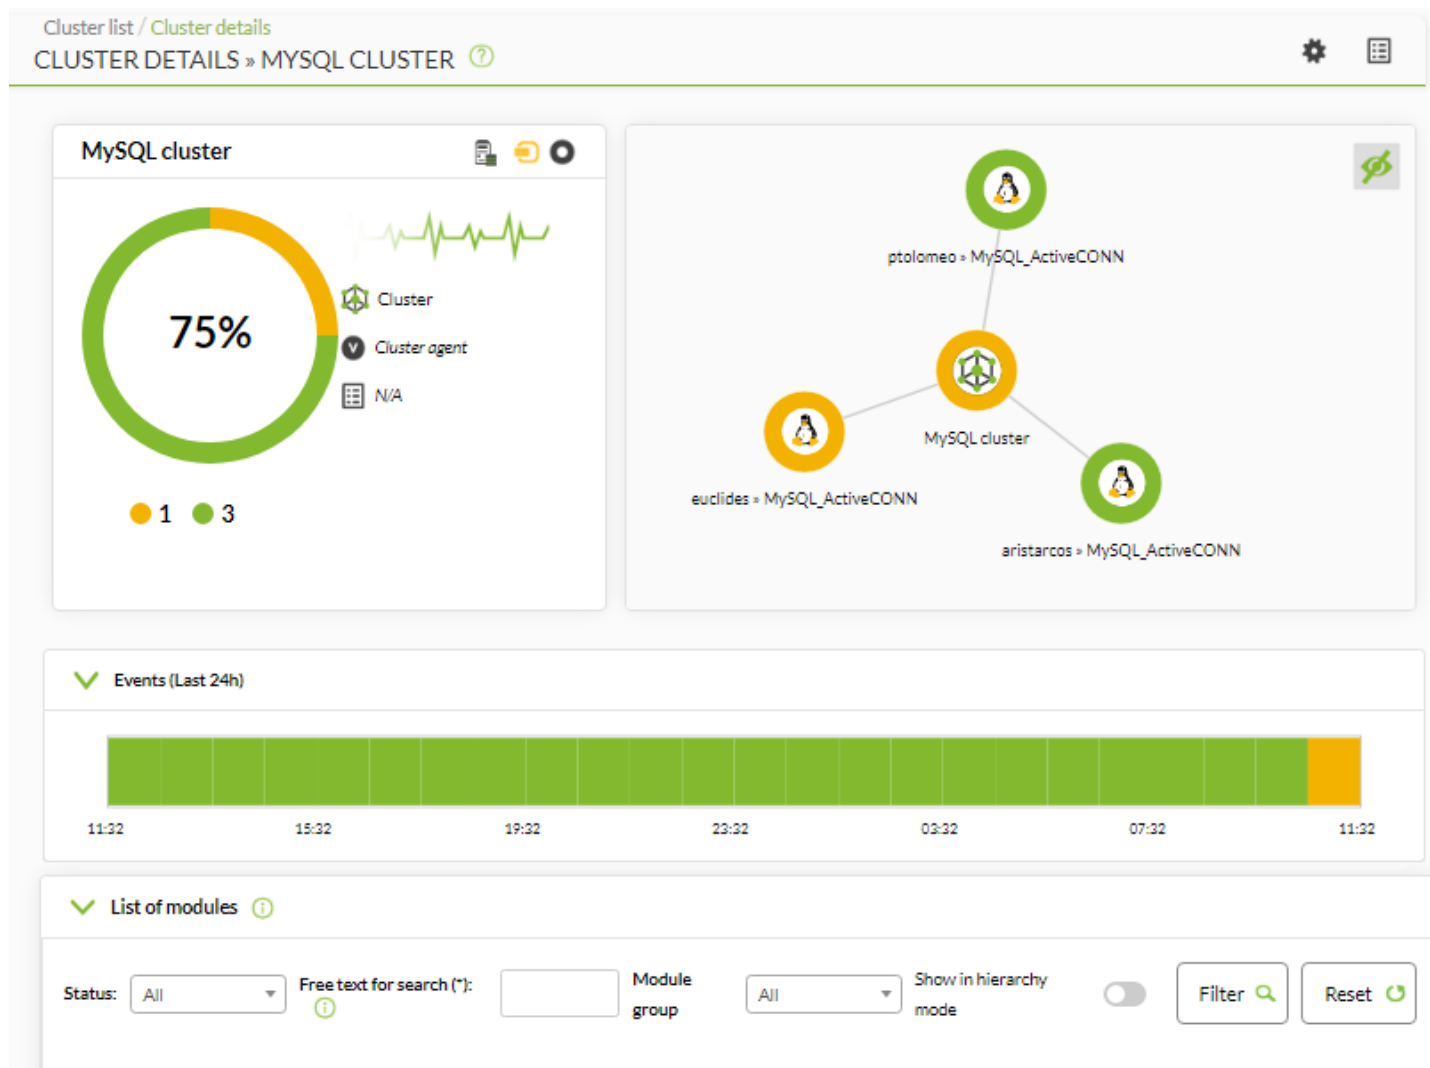 Cluster list / Cluster details
CLUSTER DETAILS » MYSQL CLUSTER ?
MySQL cluster
75%
Cluster
V Cluster agent
N/A
1 3
ptolomeo » MySQL_ActiveCONN
MySQL cluster
euclides » MySQL_ActiveCONN
aristarcos » MySQL_ActiveCONN
Events (Last 24h)
11:32 15:32 19:32 23:32 03:32 07:32 11:32
List of modules i
Status: All Free text for search (*): i Module group All Show in hierarchy mode Filter Reset